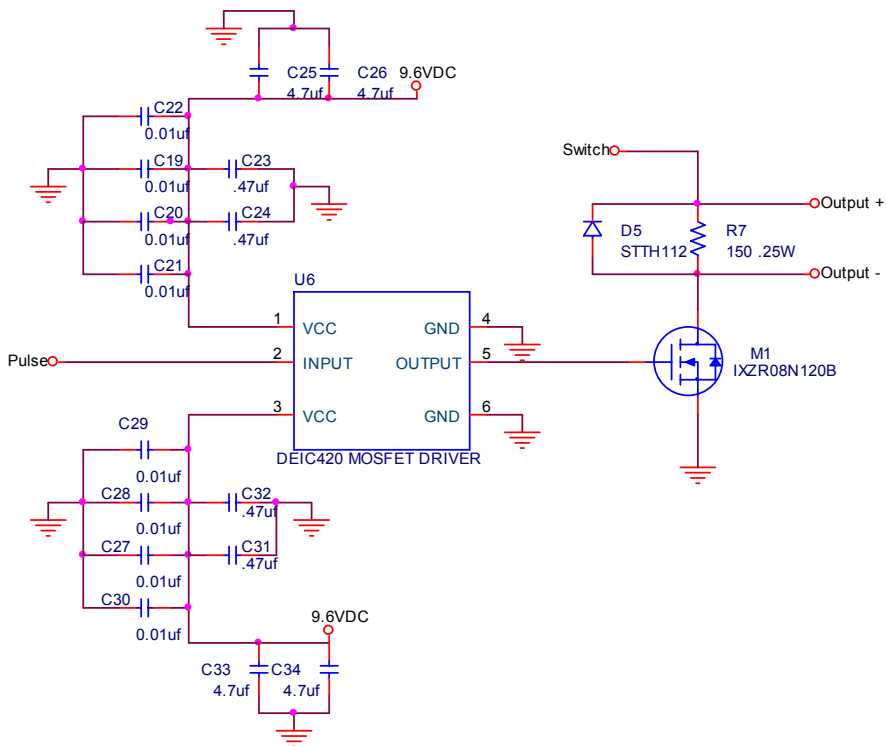 C25
C26
9.6VDC
4.7uf
4.7uf
C22
0.01uf
C19
C23
0.01uf
.47uf
C20
C24
0.01uf
.47uf
C21
0.01uf
Switch
Output +
D5
R7
STTH112
150 .25W
Output -
U6
1
VCC
GND
4
Pulse
2
INPUT
OUTPUT
5
3
VCC
GND
6
DEIC420 MOSFET DRIVER
M1
IXZR08N120B
C29
0.01uf
C28
C32
0.01uf
.47uf
C27
C31
0.01uf
.47uf
C30
0.01uf
9.6VDC
C33
C34
4.7uf
4.7uf